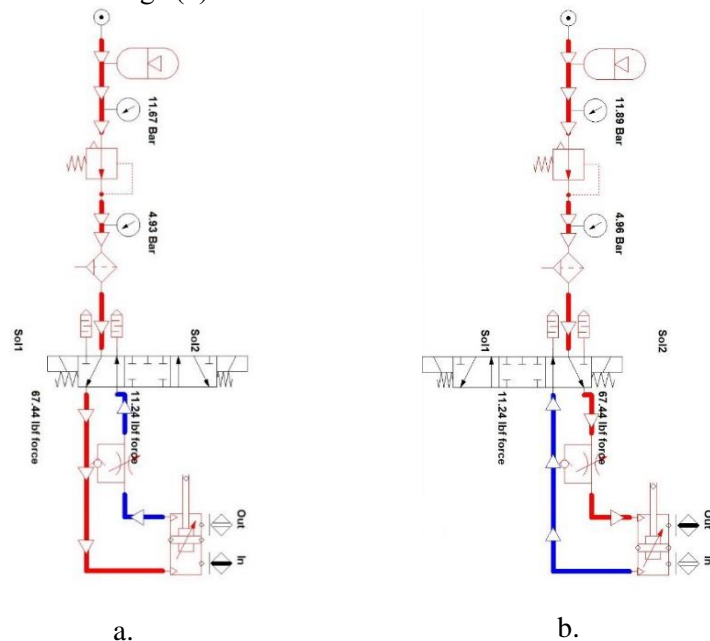 11.67 Bar
4.93 Bar
Sol1
Sol2
67.44 lbf force
11.24 lbf force
Out
In
a.
11.89 Bar
4.96 Bar
Sol1
Sol2
11.24 lbf force
67.44 lbf force
Out
In
b.